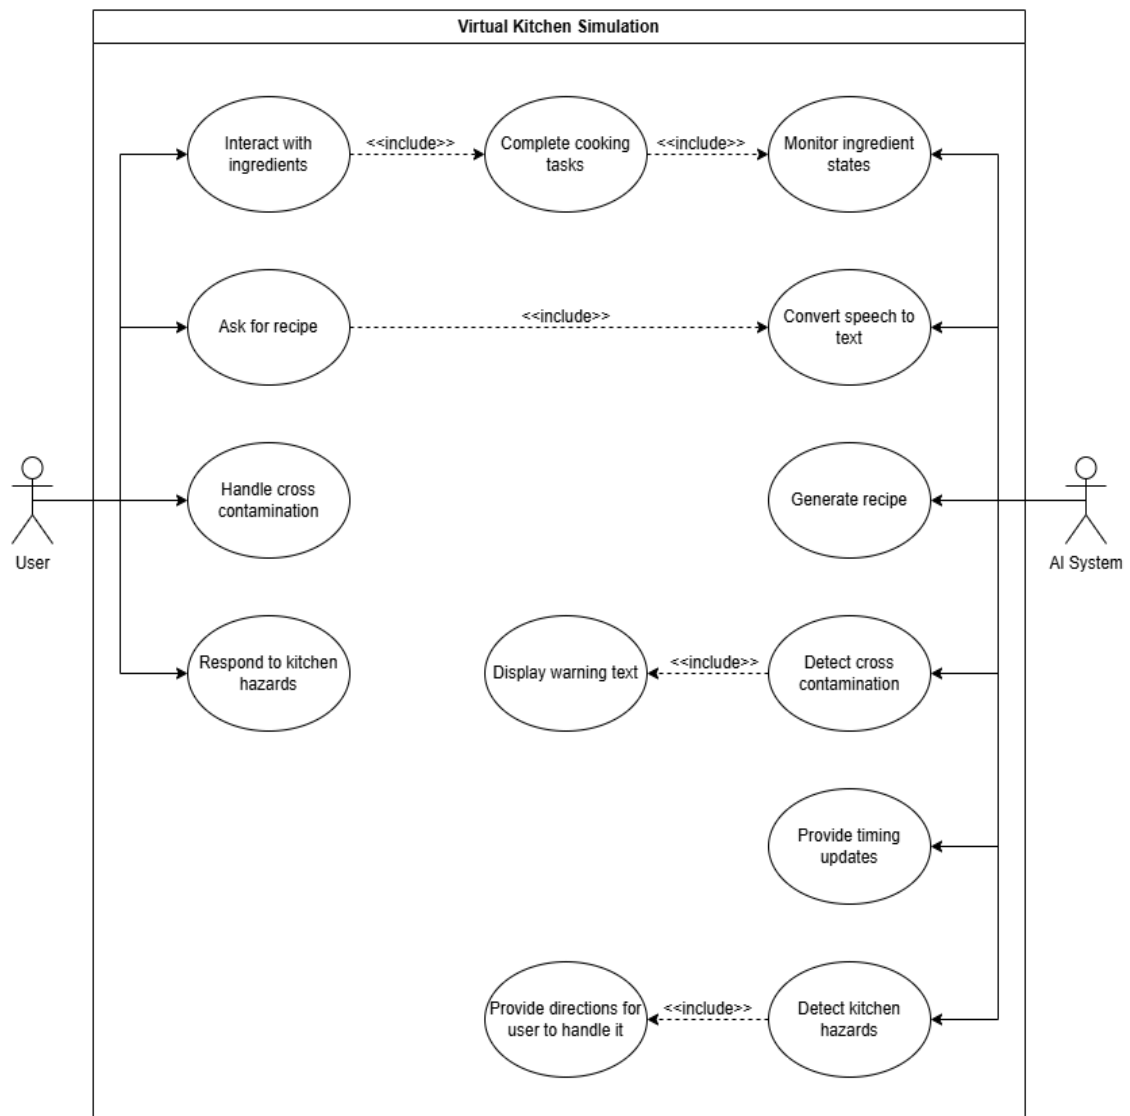 Virtual Kitchen Simulation
Interact with
ingredients
<<include>>
Complete cooking
tasks
<<include>>
Monitor ingredient
states
Ask for recipe
<<include>>
Convert speech to
text
User
Handle cross
contamination
Generate recipe
AI System
Respond to kitchen
hazards
Display warning text
<<include>>
Detect cross
contamination
Provide timing
updates
Provide directions for
user to handle it
<<include>>
Detect kitchen
hazards